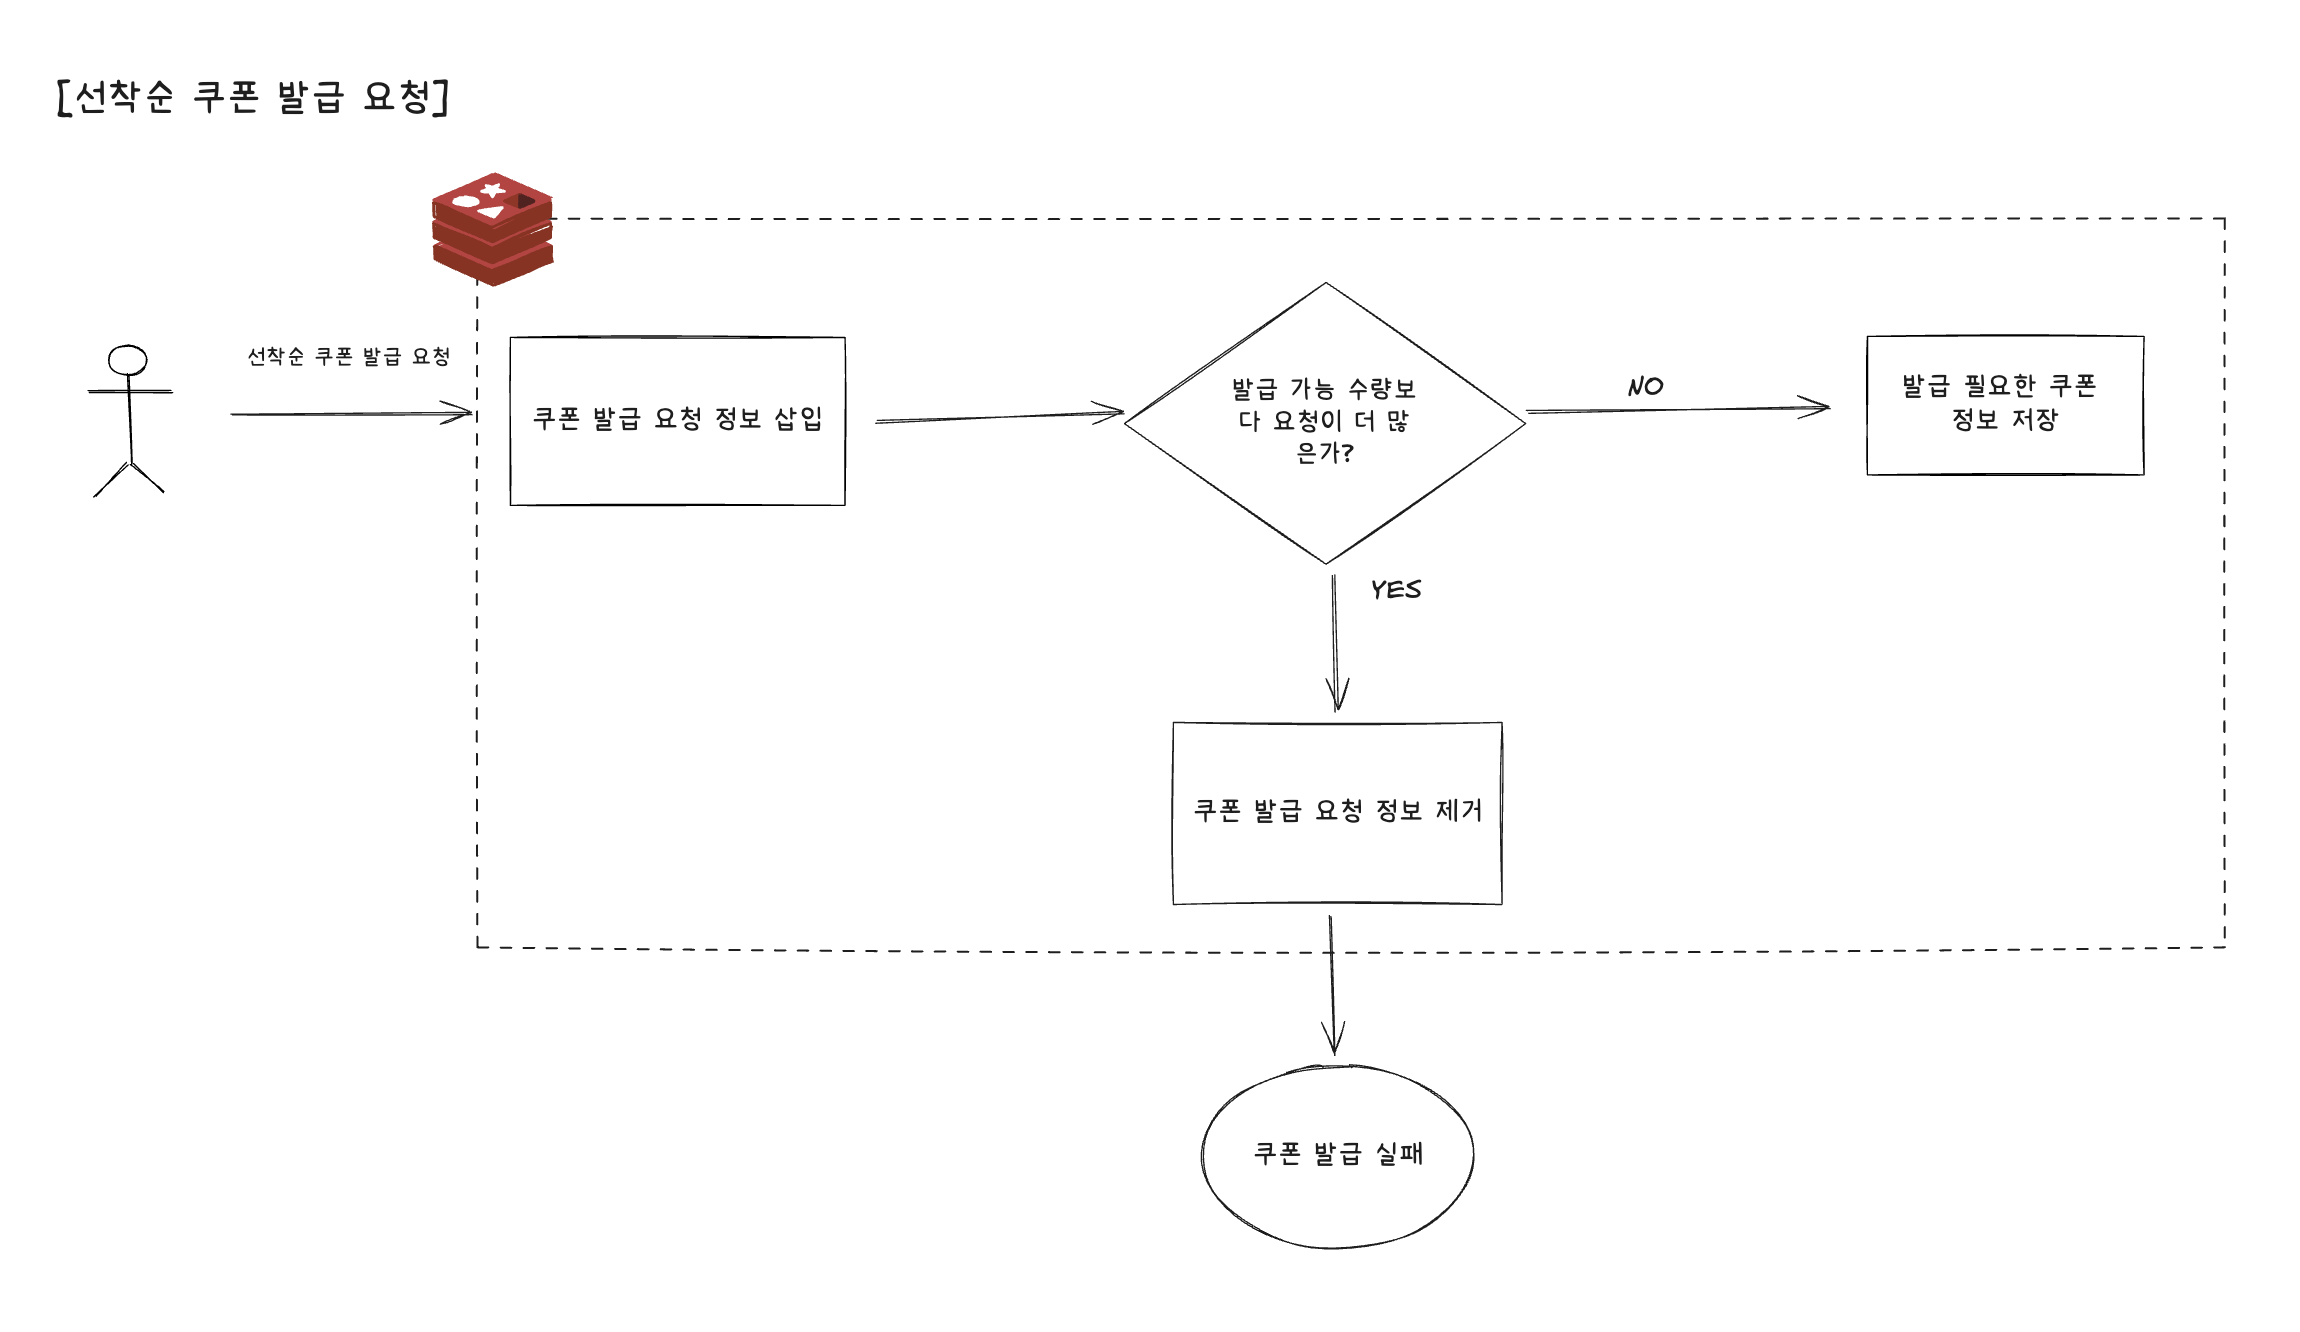 [선착순 쿠폰 발급 요청]
선착순 쿠폰 발급 요청
쿠폰 발급 요청 정보 삽입
발급 가능 수량보
다 요청이 더 많
은가?
NO
발급 필요한 쿠폰
정보 저장
YES
쿠폰 발급 요청 정보 제거
쿠폰 발급 실패